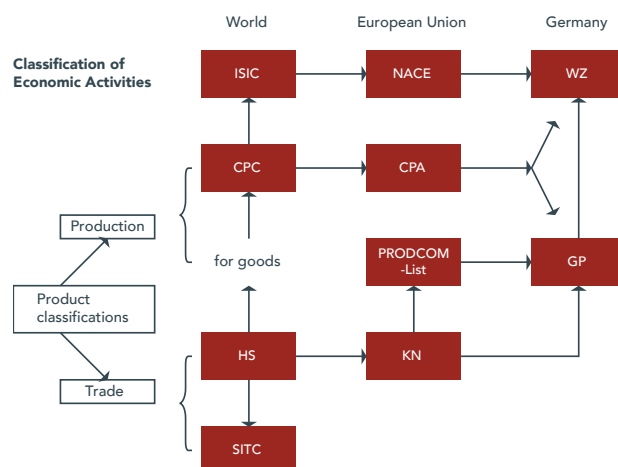 World
European Union
Germany
Classification of
Economic Activities
ISIC
NACE
WZ
CPC
CPA
Production
for goods
PRODCOM
-List
GP
Product
classifications
HS
KN
Trade
SITC